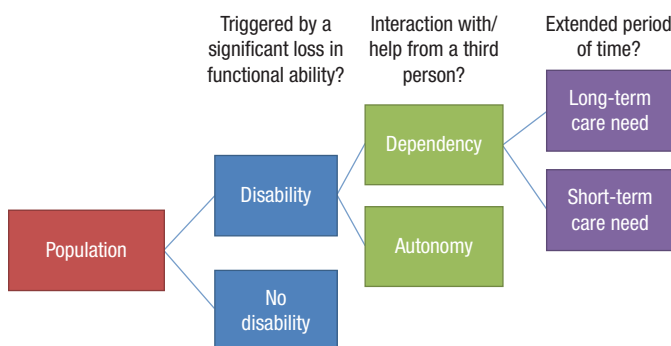 Triggered by a
significant loss in
functional ability?
Interaction with/
help from a third
person?
Extended period
of time?
Long-term
care need
Dependency
Disability
Short-term
care need
Population
Autonomy
No
disability